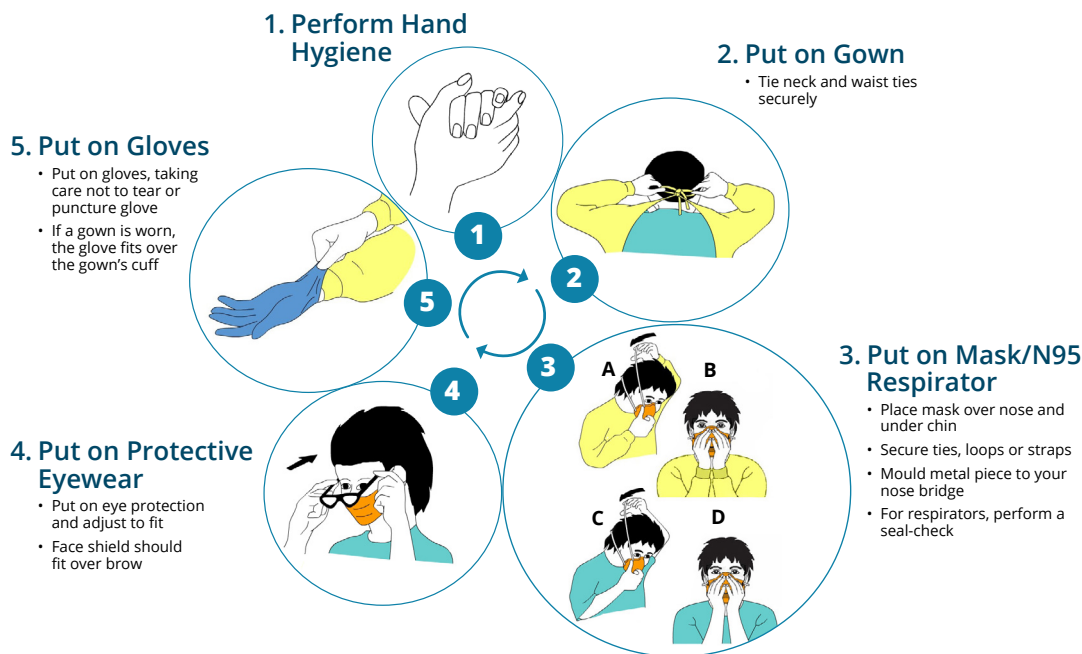 1. Perform Hand
Hygiene
1
2. Put on Gown
• Tie neck and waist ties
securely
2
3. Put on Mask/N95
Respirator
• Place mask over nose and
under chin
• Secure ties, loops or straps
• Mould metal piece to your
nose bridge
• For respirators, perform a
seal-check
3
A
B
C
D
4. Put on Protective
Eyewear
• Put on eye protection
and adjust to fit
• Face shield should
fit over brow
4
5. Put on Gloves
• Put on gloves, taking
care not to tear or
puncture glove
• If a gown is worn,
the glove fits over
the gown’s cuff
5